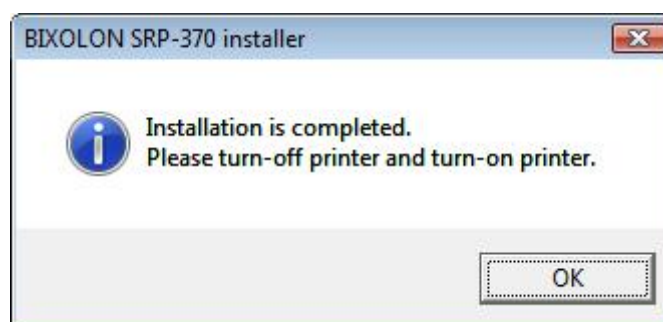 BIXOLON SRP-370 installer
Installation is completed.
Please turn-off printer and turn-on printer.
OK